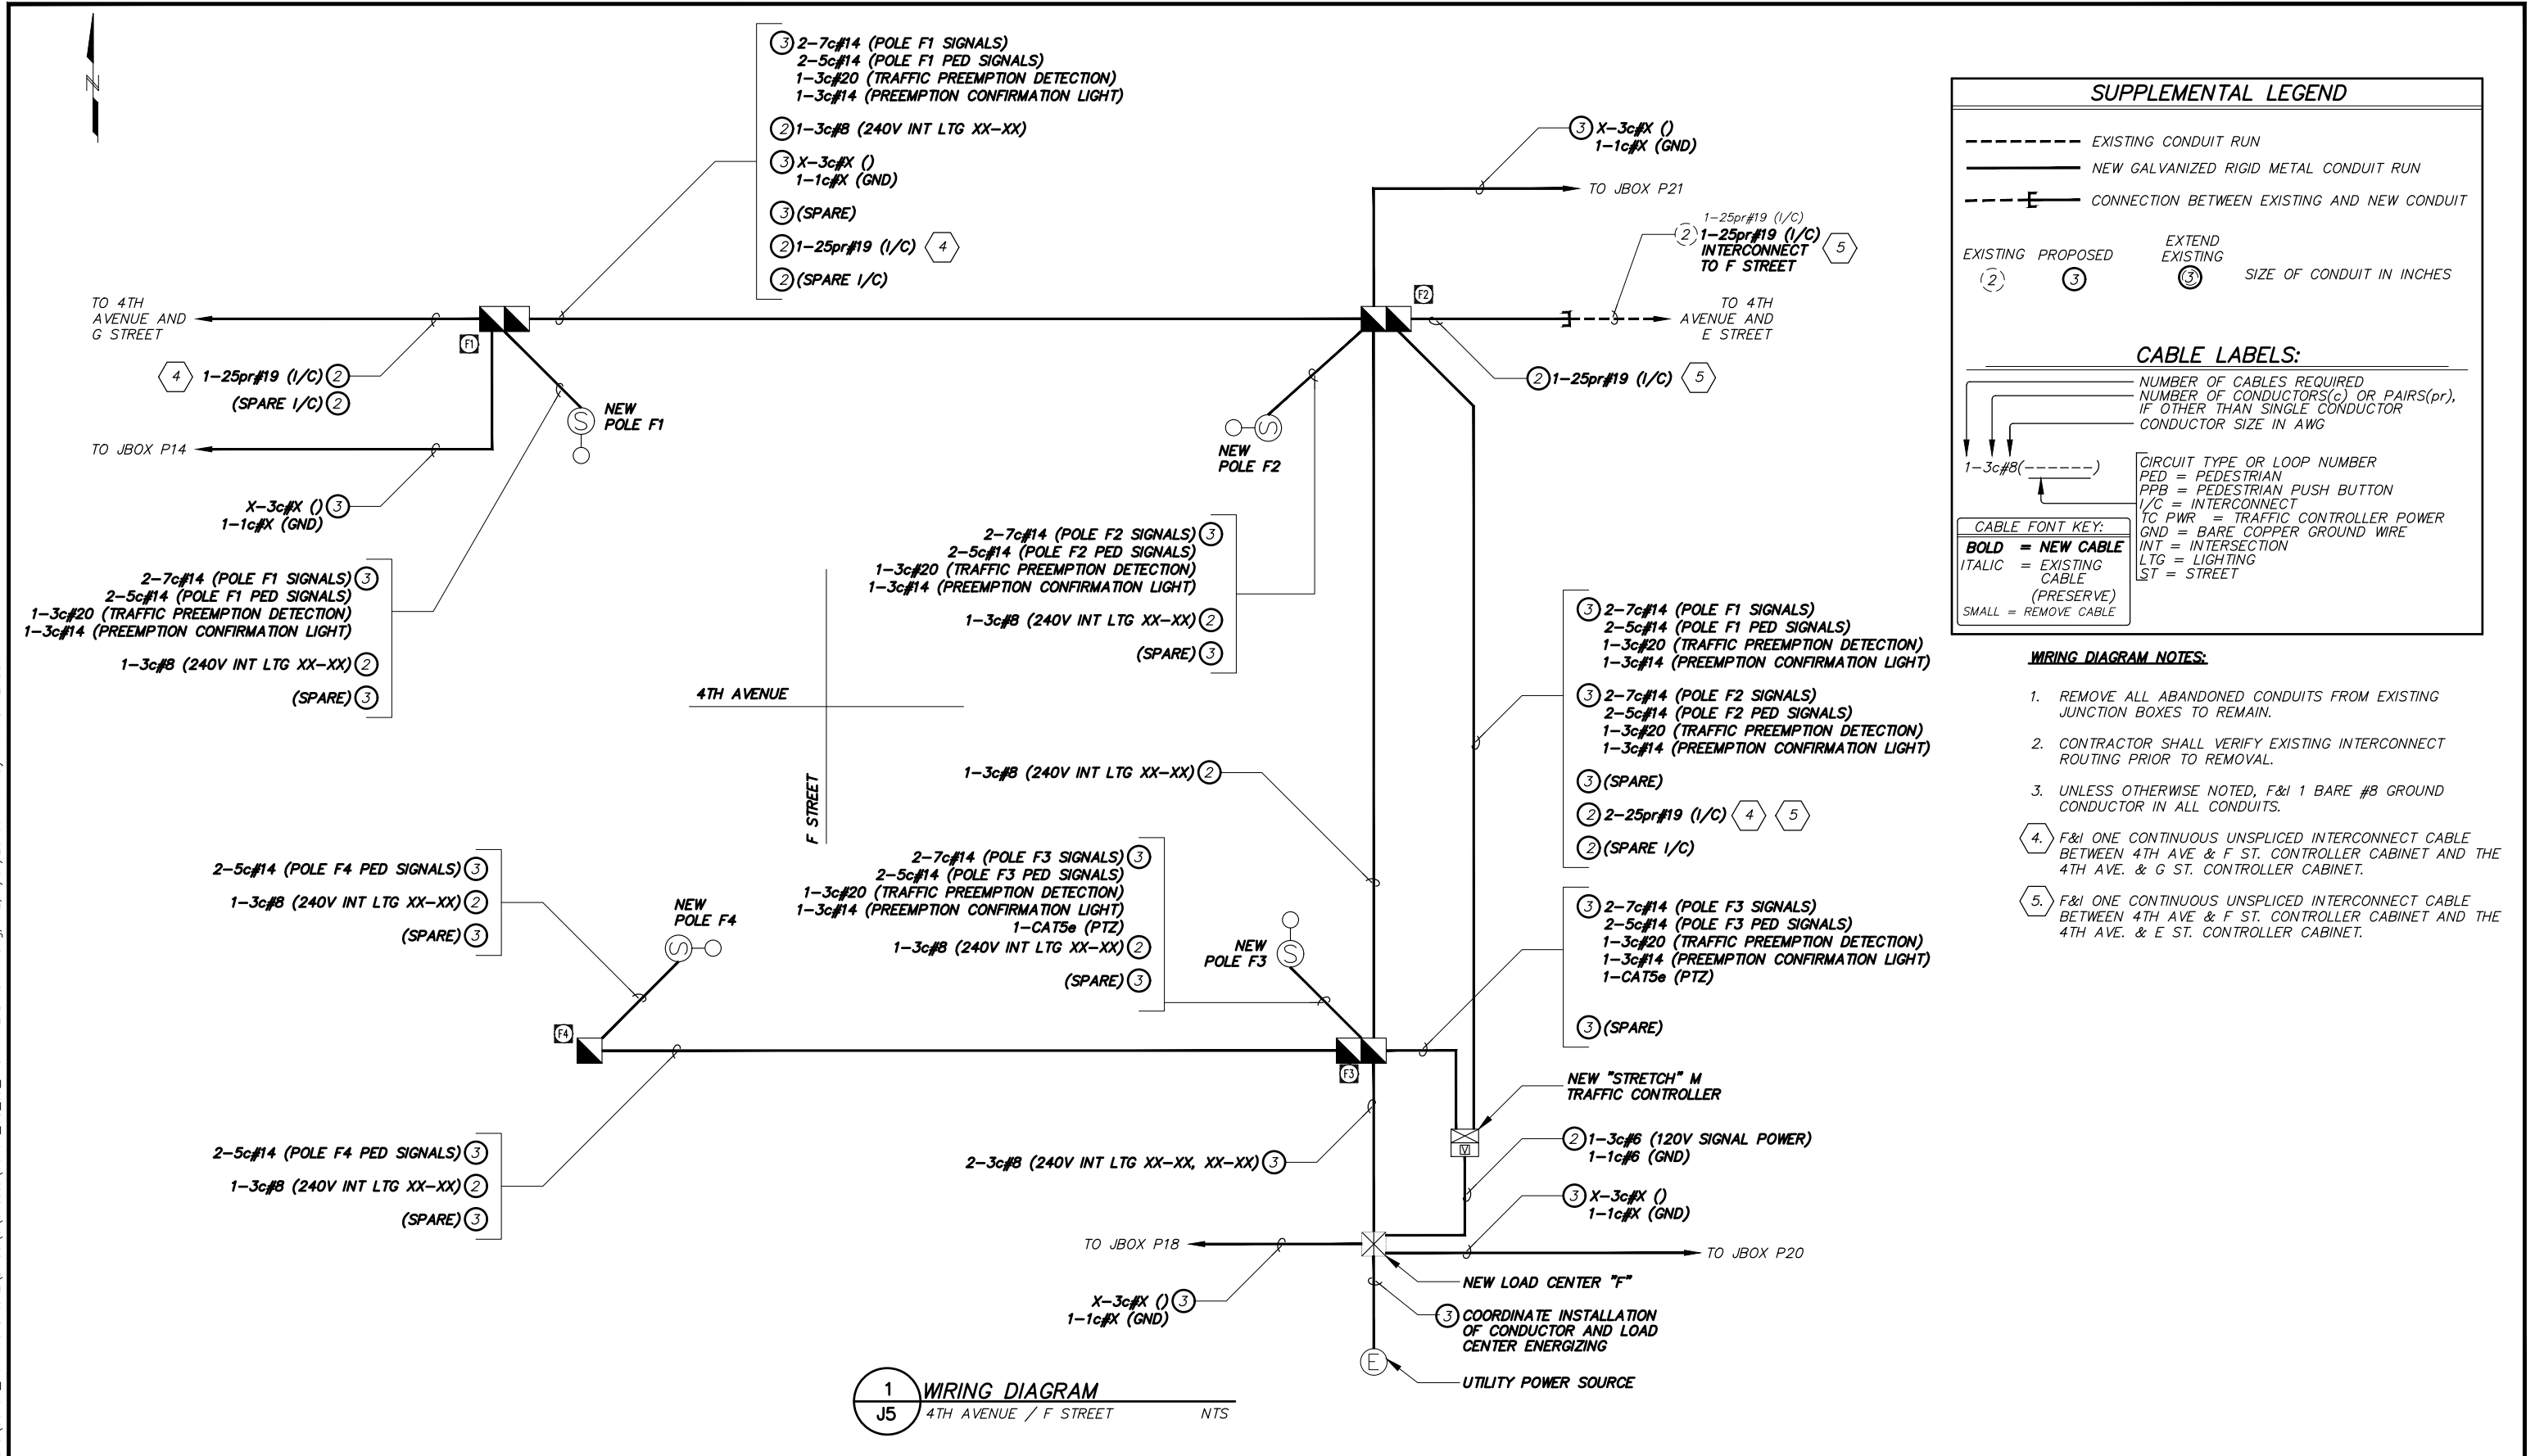 N
③ 2-7c#14 (POLE F1 SIGNALS)
2-5c#14 (POLE F1 PED SIGNALS)
1-3c#20 (TRAFFIC PREEMPTION DETECTION)
1-3c#14 (PREEMPTION CONFIRMATION LIGHT)
② 1-3c#8 (240V INT LTG XX-XX)
③ X-3c#X ()
1-1c#X (GND)
③ (SPARE)
② 1-25pr#19 (I/C) 4
② (SPARE I/C)
③ X-3c#X ()
1-1c#X (GND)
TO JBOX P21
1-25pr#19 (I/C)
② 1-25pr#19 (I/C)
INTERCONNECT
TO F STREET
5
F2
TO 4TH
AVENUE AND
E STREET
② 1-25pr#19 (I/C) 5
TO 4TH
AVENUE AND
G STREET
F1
4 1-25pr#19 (I/C) ②
(SPARE I/C) ②
S
NEW
POLE F1
TO JBOX P14
X-3c#X () ③
1-1c#X (GND)
S
NEW
POLE F2
2-7c#14 (POLE F1 SIGNALS) ③
2-5c#14 (POLE F1 PED SIGNALS)
1-3c#20 (TRAFFIC PREEMPTION DETECTION)
1-3c#14 (PREEMPTION CONFIRMATION LIGHT)
1-3c#8 (240V INT LTG XX-XX) ②
(SPARE) ③
2-7c#14 (POLE F2 SIGNALS) ③
2-5c#14 (POLE F2 PED SIGNALS)
1-3c#20 (TRAFFIC PREEMPTION DETECTION)
1-3c#14 (PREEMPTION CONFIRMATION LIGHT)
1-3c#8 (240V INT LTG XX-XX) ②
(SPARE) ③
4TH AVENUE
F STREET
1-3c#8 (240V INT LTG XX-XX) ②
③ 2-7c#14 (POLE F1 SIGNALS)
2-5c#14 (POLE F1 PED SIGNALS)
1-3c#20 (TRAFFIC PREEMPTION DETECTION)
1-3c#14 (PREEMPTION CONFIRMATION LIGHT)
③ 2-7c#14 (POLE F2 SIGNALS)
2-5c#14 (POLE F2 PED SIGNALS)
1-3c#20 (TRAFFIC PREEMPTION DETECTION)
1-3c#14 (PREEMPTION CONFIRMATION LIGHT)
③ (SPARE)
② 2-25pr#19 (I/C) 4 5
② (SPARE I/C)
2-5c#14 (POLE F4 PED SIGNALS) ③
1-3c#8 (240V INT LTG XX-XX) ②
(SPARE) ③
NEW
POLE F4
S
2-7c#14 (POLE F3 SIGNALS) ③
2-5c#14 (POLE F3 PED SIGNALS)
1-3c#20 (TRAFFIC PREEMPTION DETECTION)
1-3c#14 (PREEMPTION CONFIRMATION LIGHT)
1-CAT5e (PTZ)
1-3c#8 (240V INT LTG XX-XX) ②
(SPARE) ③
NEW
POLE F3
S
③ 2-7c#14 (POLE F3 SIGNALS)
2-5c#14 (POLE F3 PED SIGNALS)
1-3c#20 (TRAFFIC PREEMPTION DETECTION)
1-3c#14 (PREEMPTION CONFIRMATION LIGHT)
1-CAT5e (PTZ)
③ (SPARE)
F4
F3
NEW "STRETCH" M
TRAFFIC CONTROLLER
2-5c#14 (POLE F4 PED SIGNALS) ③
1-3c#8 (240V INT LTG XX-XX) ②
(SPARE) ③
2-3c#8 (240V INT LTG XX-XX, XX-XX) ③
② 1-3c#6 (120V SIGNAL POWER)
1-1c#6 (GND)
③ X-3c#X ()
1-1c#X (GND)
TO JBOX P18
TO JBOX P20
X-3c#X () ③
1-1c#X (GND)
NEW LOAD CENTER "F"
③ COORDINATE INSTALLATION
OF CONDUCTOR AND LOAD
CENTER ENERGIZING
E
UTILITY POWER SOURCE
1
J5
WIRING DIAGRAM
4TH AVENUE / F STREET NTS
SUPPLEMENTAL LEGEND
EXISTING CONDUIT RUN
NEW GALVANIZED RIGID METAL CONDUIT RUN
CONNECTION BETWEEN EXISTING AND NEW CONDUIT
EXISTING PROPOSED EXTEND
EXISTING
② ③ ③ SIZE OF CONDUIT IN INCHES
CABLE LABELS:
NUMBER OF CABLES REQUIRED
NUMBER OF CONDUCTORS(c) OR PAIRS(pr),
IF OTHER THAN SINGLE CONDUCTOR
CONDUCTOR SIZE IN AWG
1-3c#8(------)
CIRCUIT TYPE OR LOOP NUMBER
PED = PEDESTRIAN
PPB = PEDESTRIAN PUSH BUTTON
I/C = INTERCONNECT
TC PWR = TRAFFIC CONTROLLER POWER
GND = BARE COPPER GROUND WIRE
INT = INTERSECTION
LTG = LIGHTING
ST = STREET
CABLE FONT KEY:
BOLD = NEW CABLE
ITALIC = EXISTING
CABLE
(PRESERVE)
SMALL = REMOVE CABLE
WIRING DIAGRAM NOTES:
1. REMOVE ALL ABANDONED CONDUITS FROM EXISTING
JUNCTION BOXES TO REMAIN.
2. CONTRACTOR SHALL VERIFY EXISTING INTERCONNECT
ROUTING PRIOR TO REMOVAL.
3. UNLESS OTHERWISE NOTED, F&I 1 BARE #8 GROUND
CONDUCTOR IN ALL CONDUITS.
4. F&I ONE CONTINUOUS UNSPLICED INTERCONNECT CABLE
BETWEEN 4TH AVE & F ST. CONTROLLER CABINET AND THE
4TH AVE. & G ST. CONTROLLER CABINET.
5. F&I ONE CONTINUOUS UNSPLICED INTERCONNECT CABLE
BETWEEN 4TH AVE & F ST. CONTROLLER CABINET AND THE
4TH AVE. & E ST. CONTROLLER CABINET.